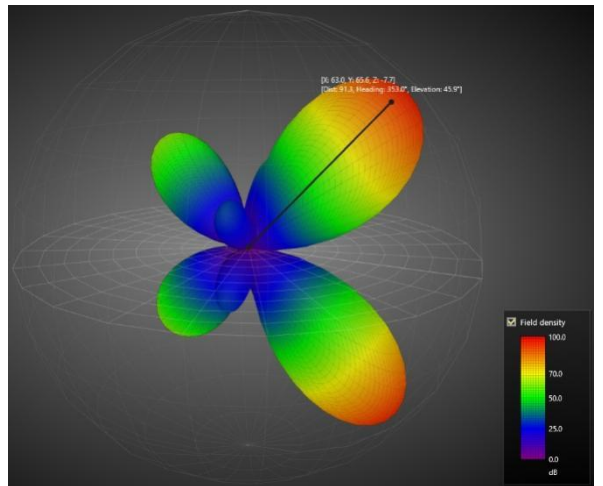 [X: 63.0, Y: 65.6, Z: -7.7]
[Dist: 91.3, Heading: 353.0°, Elevation: 45.9°]
Field density
100.0
70.0
50.0
25.0
0.0
dB